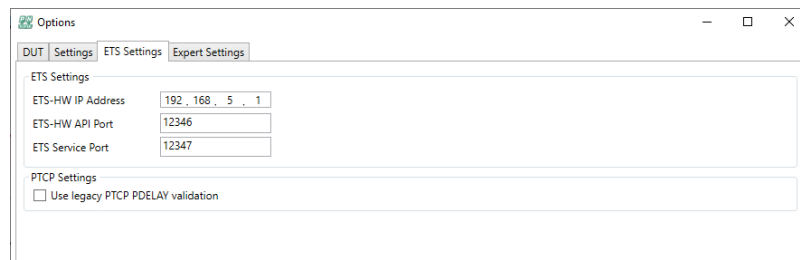 Options
DUT Settings ETS Settings Expert Settings
ETS Settings
ETS-HW IP Address 192 . 168 . 5 . 1
ETS-HW API Port 12346
ETS Service Port 12347
PTCP Settings
Use legacy PTCP PDELAY validation